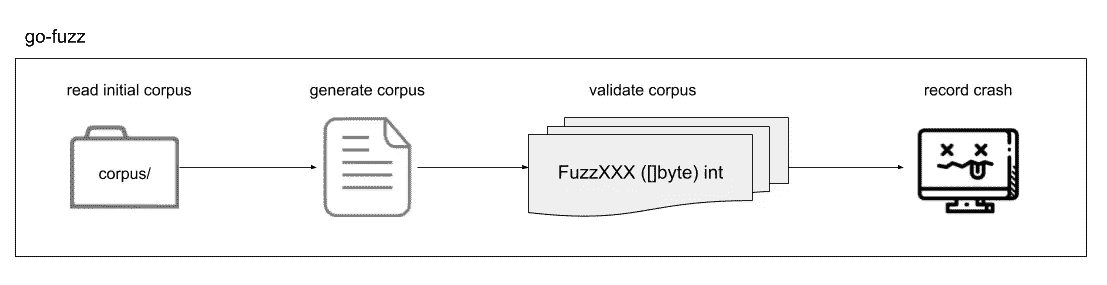 go-fuzz
read initial corpus
generate corpus
validate corpus
record crash
corpus/
FuzzXXX ([]byte) int